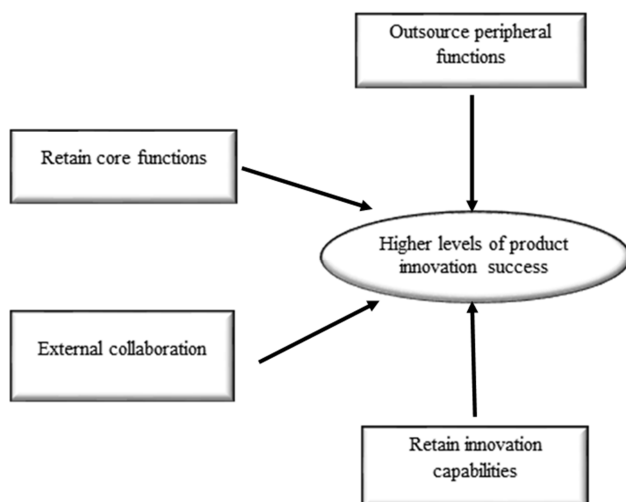 Outsource peripheral
functions
Retain core functions
Higher levels of product
innovation success
External collaboration
Retain innovation
capabilities